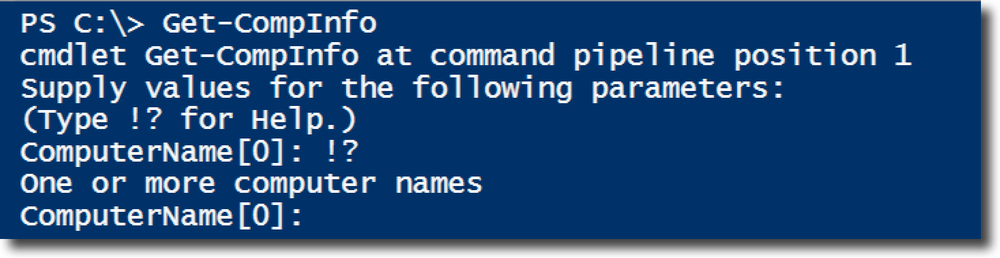 PS C:\> Get-CompInfo
cmdlet Get-CompInfo at command pipeline position 1
Supply values for the following parameters:
(Type !? for Help.)
ComputerName[0]: !?
One or more computer names
ComputerName[0]: